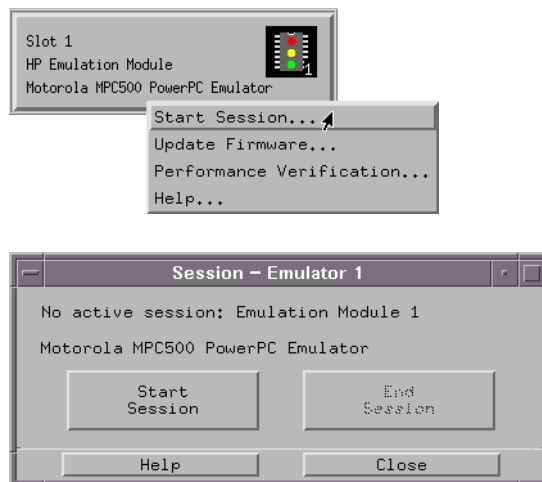 Slot 1
HP Emulation Module
1
Motorola MPC500 PowerPC Emulator
Start Session...
Update Firmware...
Performance Verification...
Help...
Session – Emulator 1
No active session: Emulation Module 1
Motorola MPC500 PowerPC Emulator
Start Session
End Session
Help
Close